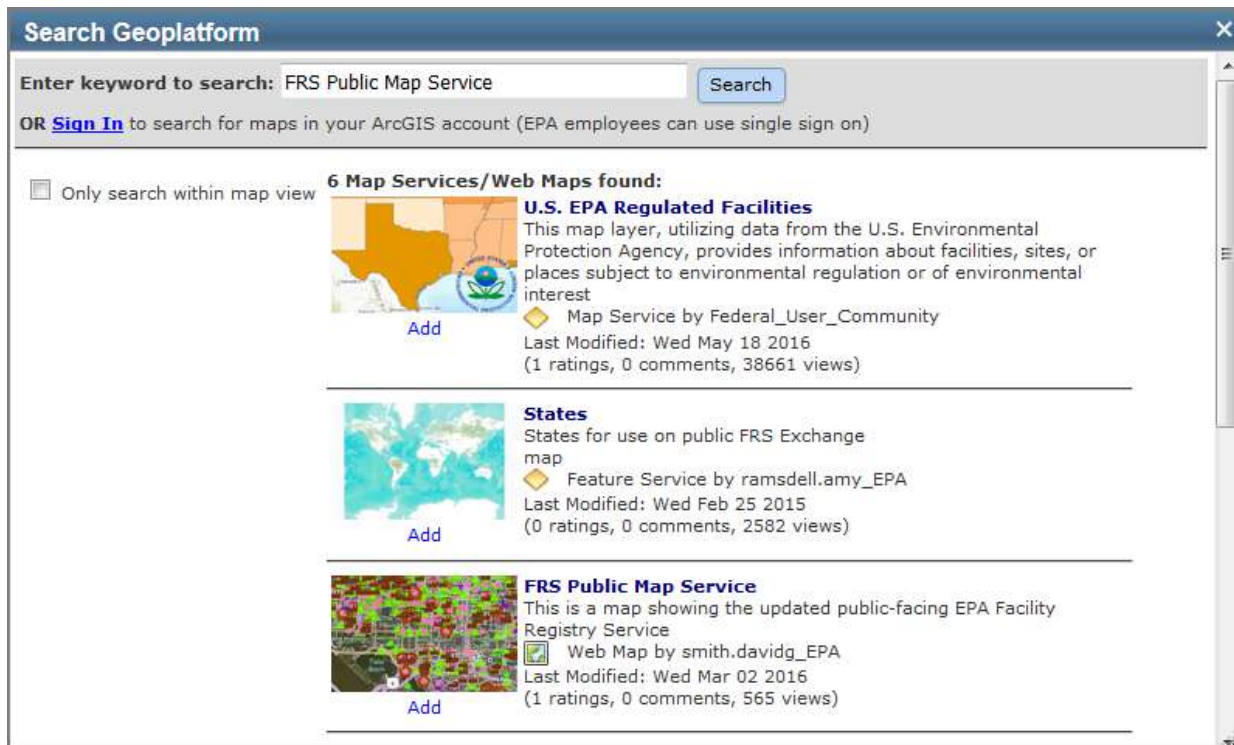 Search Geoplatform
Enter keyword to search: FRS Public Map Service Search
OR Sign In to search for maps in your ArcGIS account (EPA employees can use single sign on)
Only search within map view
6 Map Services/Web Maps found:
U.S. EPA Regulated Facilities
This map layer, utilizing data from the U.S. Environmental
Protection Agency, provides information about facilities, sites, or
places subject to environmental regulation or of environmental
interest
Map Service by Federal_User_Community
Last Modified: Wed May 18 2016
(1 ratings, 0 comments, 38661 views)
Add
States
States for use on public FRS Exchange
map
Feature Service by ramsdell.amy_EPA
Last Modified: Wed Feb 25 2015
(0 ratings, 0 comments, 2582 views)
Add
FRS Public Map Service
This is a map showing the updated public-facing EPA Facility
Registry Service
Web Map by smith.davidg_EPA
Last Modified: Wed Mar 02 2016
(1 ratings, 0 comments, 565 views)
Add